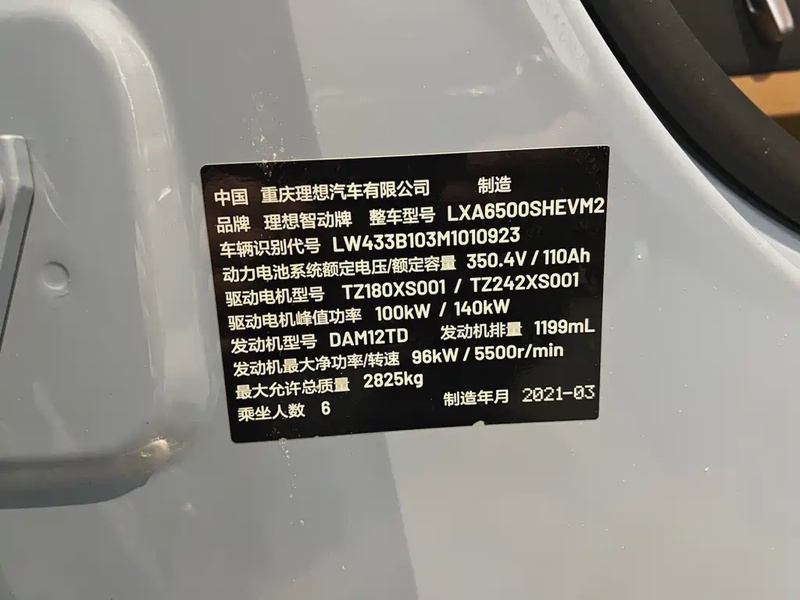 中国 重庆理想汽车有限公司 制造
品牌 理想智动牌 整车型号 LXA6500SHEVM2
车辆识别代号 LW433B103M1010923
动力电池系统额定电压/额定容量 350.4V / 110Ah
驱动电机型号 TZ180XS001 / TZ242XS001
驱动电机峰值功率 100kW / 140kW
发动机型号 DAM12TD 发动机排量 1199mL
发动机最大净功率/转速 96kW / 5500r/min
最大允许总质量 2825kg
乘坐人数 6 制造年月 2021-03